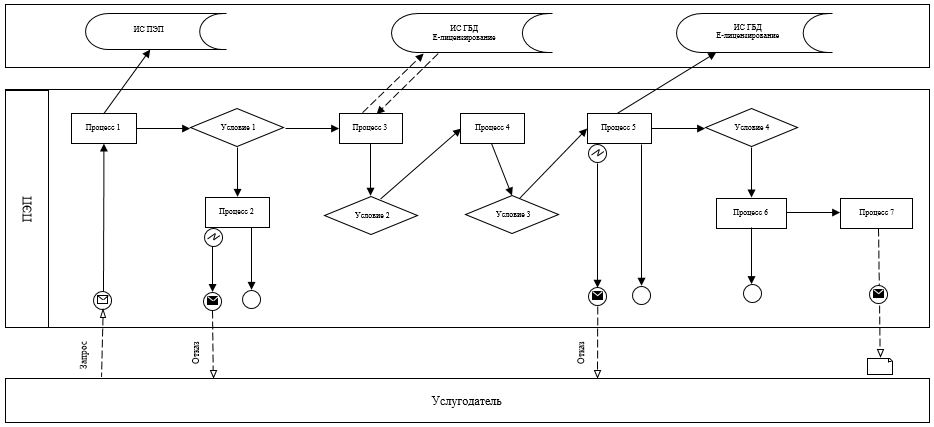 ИС ПЭП
ИС ГБД
Е-лицензирование
ИС ГБД
Е-лицензирование
ПЭП
Процесс 1
Условие 1
Процесс 3
Процесс 4
Процесс 5
Условие 4
Процесс 2
Условие 2
Условие 3
Процесс 6
Процесс 7
Запрос
Отказ
Отказ
Услугодатель